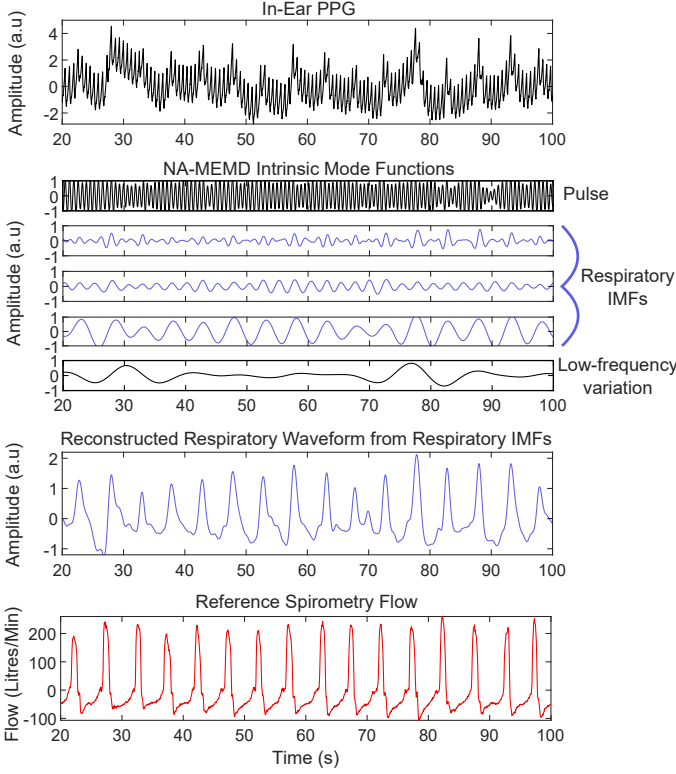 In-Ear PPG
Amplitude (a.u)
4
2
0
-2
20 30 40 50 60 70 80 90 100
NA-MEMD Intrinsic Mode Functions
1
0
-1
Pulse
Amplitude (a.u)
1
0
-1
1
0
-1
Respiratory
IMFs
1
0
-1
1
0
-1
Low-frequency
variation
20 30 40 50 60 70 80 90 100
Reconstructed Respiratory Waveform from Respiratory IMFs
Amplitude (a.u)
2
1
0
-1
20 30 40 50 60 70 80 90 100
Reference Spirometry Flow
Flow (Litres/Min)
200
100
0
-100
20 30 40 50 60 70 80 90 100
Time (s)